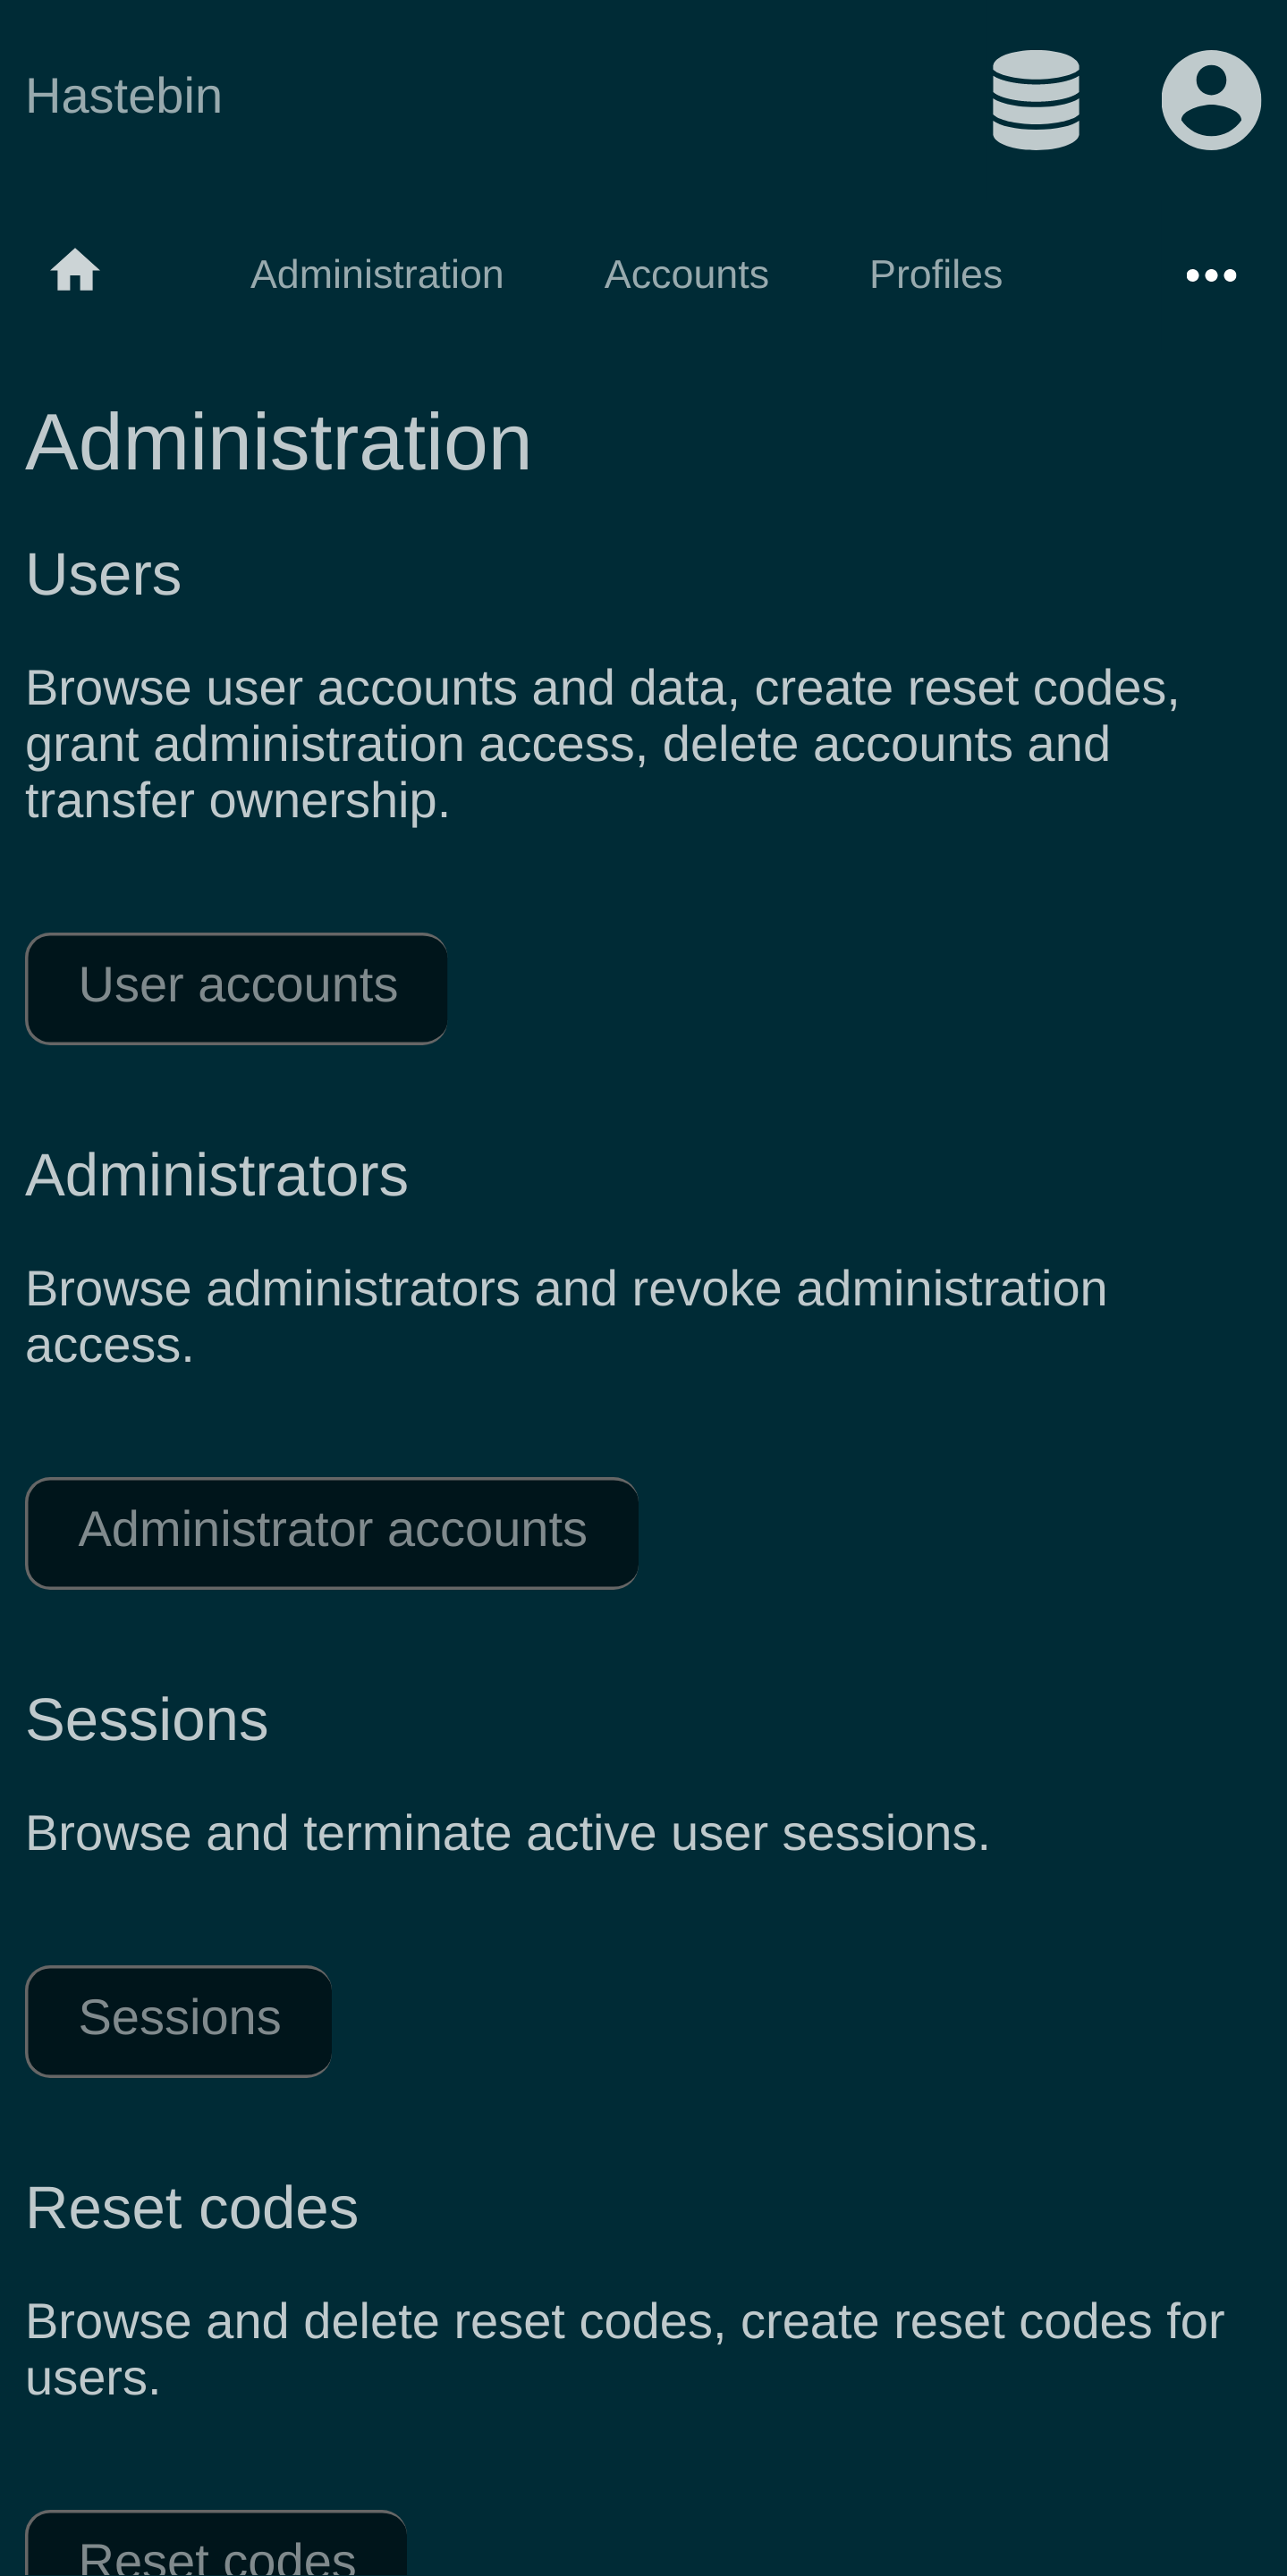 Hastebin
Administration Accounts Profiles
Administration
Users
Browse user accounts and data, create reset codes,
grant administration access, delete accounts and
transfer ownership.
User accounts
Administrators
Browse administrators and revoke administration
access.
Administrator accounts
Sessions
Browse and terminate active user sessions.
Sessions
Reset codes
Browse and delete reset codes, create reset codes for
users.
Reset codes